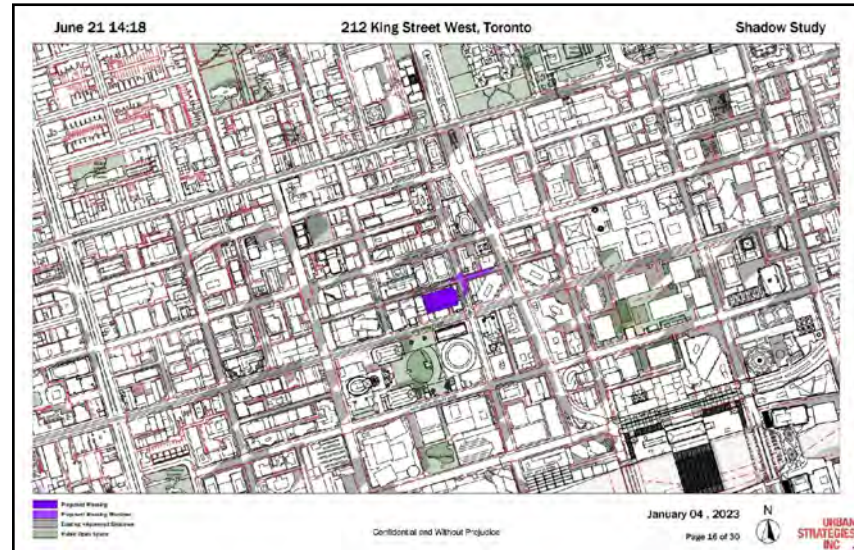 June 21 14:18
212 King Street West, Toronto
Shadow Study
Proposed Massing
Proposed Massing Shadows
Existing +Approved Shadows
Public Open Space
Confidential and Without Prejudice
January 04 , 2023
Page 16 of 30
N
URBAN
STRATEGIES
INC